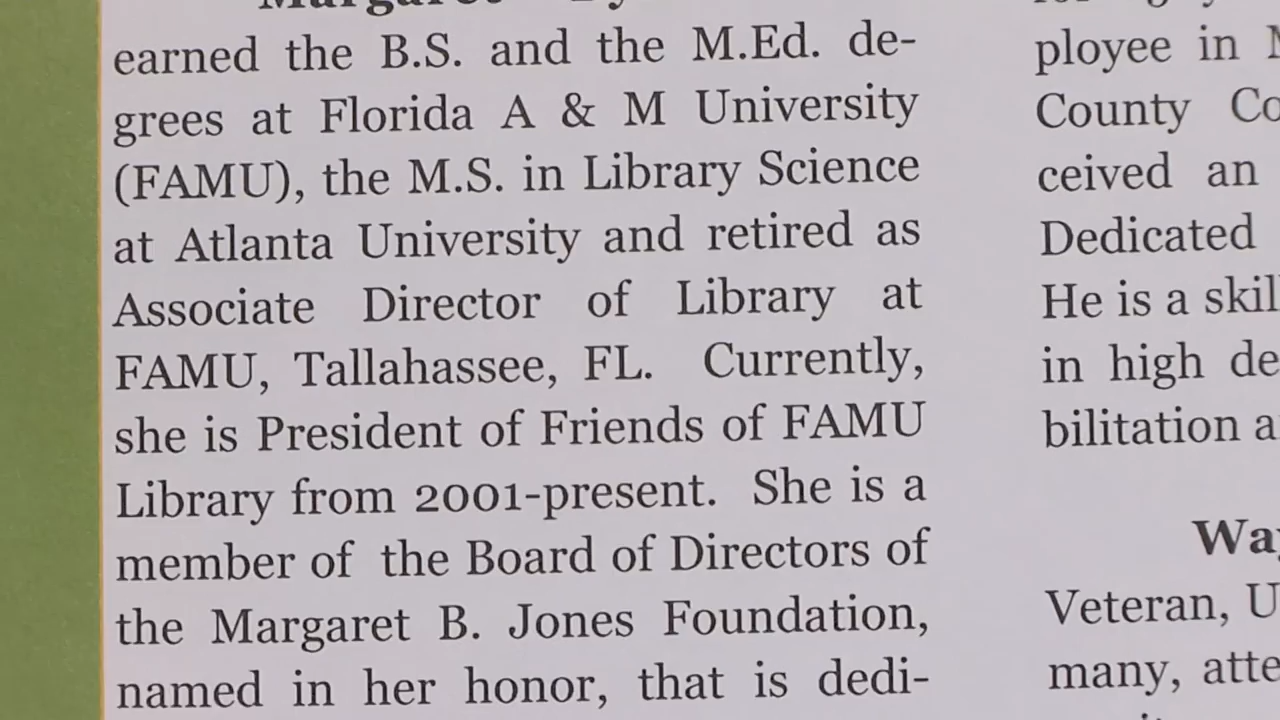 Margaret
earned the B.S. and the M.Ed. de-
grees at Florida A & M University
(FAMU), the M.S. in Library Science
at Atlanta University and retired as
Associate Director of Library at
FAMU, Tallahassee, FL. Currently,
she is President of Friends of FAMU
Library from 2001-present. She is a
member of the Board of Directors of
the Margaret B. Jones Foundation,
named in her honor, that is dedi-
ployee in
County
ceived an
Dedicated
He is a
in high
bilitation
Veteran,
many,